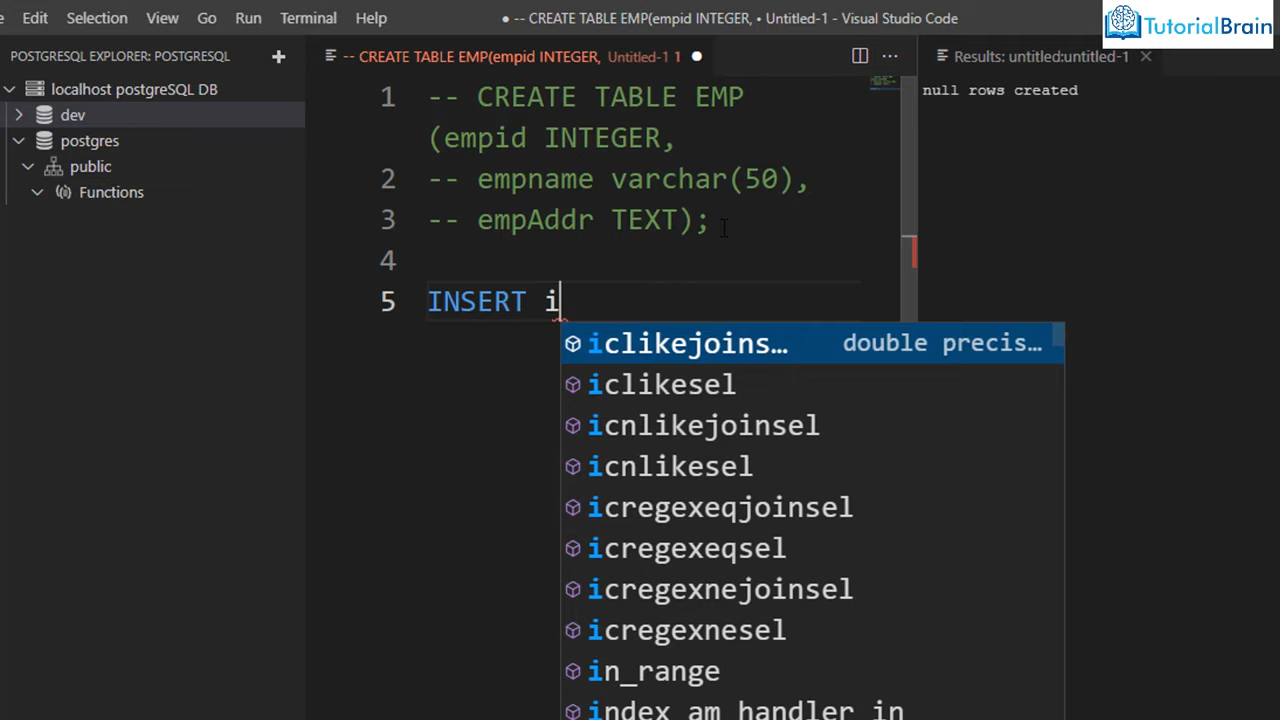 Edit Selection View Go Run Terminal Help
● -- CREATE TABLE EMP(empid INTEGER, • Untitled-1 - Visual Studio Code
TutorialBrain
POSTGRESQL EXPLORER: POSTGRESQL +
localhost postgreSQL DB
dev
postgres
public
Functions
-- CREATE TABLE EMP(empid INTEGER, Untitled-1 1 ●
1 -- CREATE TABLE EMP
(empid INTEGER,
2 -- empname varchar(50),
3 -- empAddr TEXT);
4
5 INSERT i
iclikejoins… double precis…
iclikesel
icnlikejoinsel
icnlikesel
icregexeqjoinsel
icregexeqsel
icregexnejoinsel
icregexnesel
in_range
index_am_handler_in
Results: untitled:untitled-1
null rows created